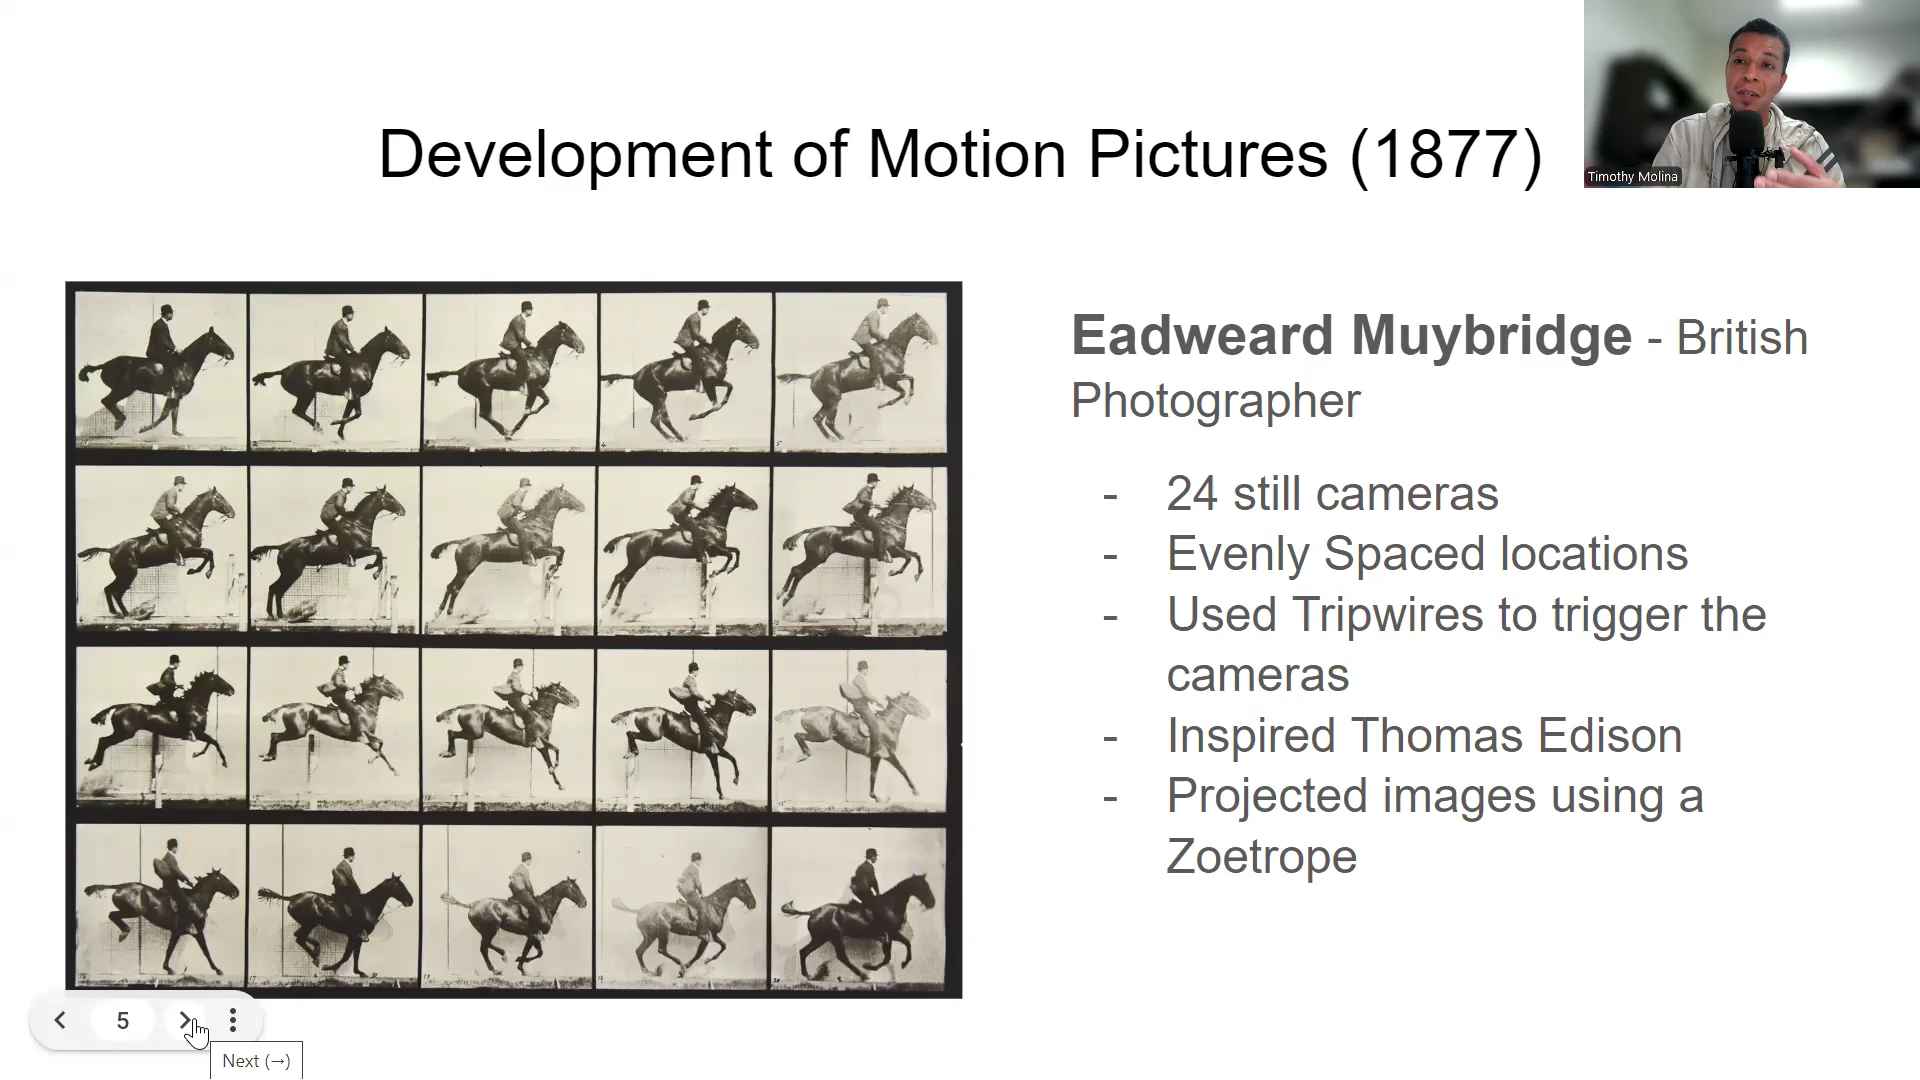 Development of Motion Pictures (1877)
Timothy Molina
Eadweard Muybridge - British
Photographer
- 24 still cameras
- Evenly Spaced locations
- Used Tripwires to trigger the
cameras
- Inspired Thomas Edison
- Projected images using a
Zoetrope
5
Next (→)